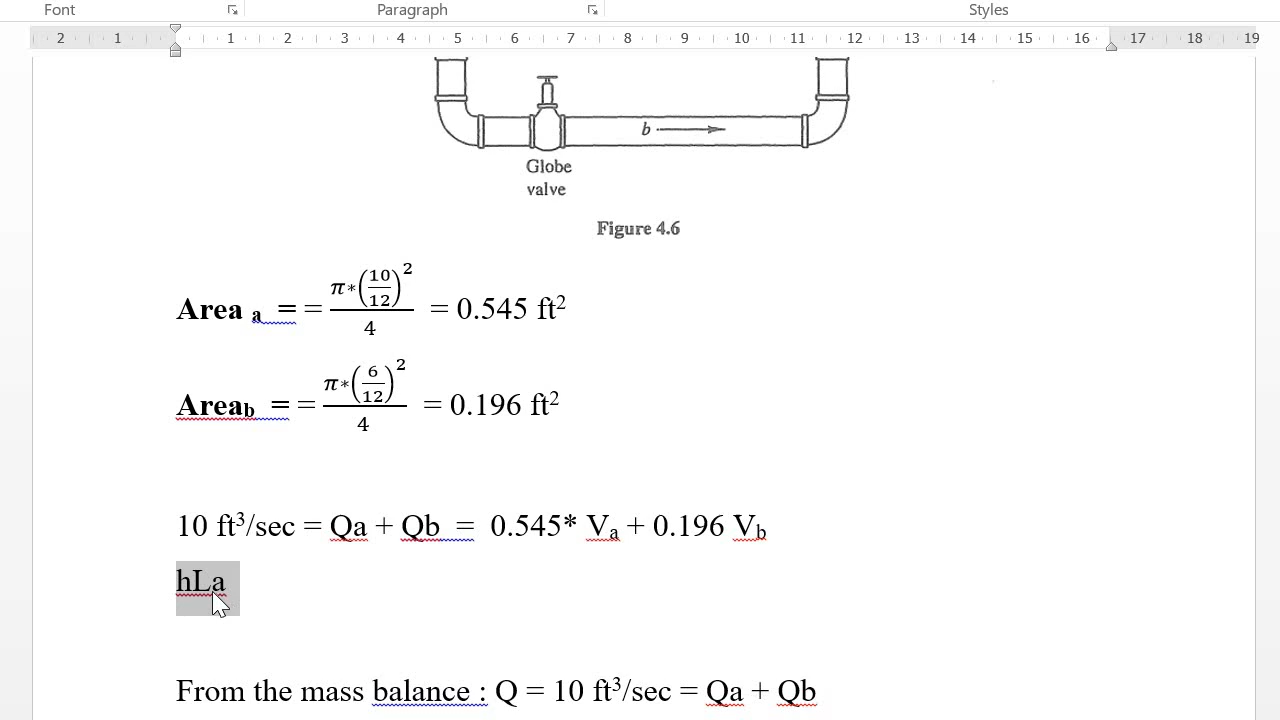 Font Paragraph Styles
2 1 1 2 3 4 5 6 7 8 9 10 11 12 13 14 15 16 17 18 19
b
Globe
valve
Figure 4.6
Area a = = π*(10/12)^2/4 = 0.545 ft²
Areab = = π*(6/12)^2/4 = 0.196 ft²
10 ft³/sec = Qa + Qb = 0.545* Va + 0.196 Vb
hLa
From the mass balance : Q = 10 ft³/sec = Qa + Qb